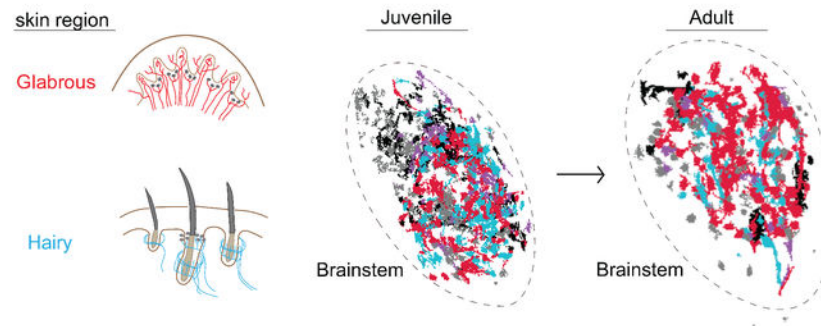 skin region
Glabrous
Hairy
Juvenile
Brainstem
Adult
Brainstem